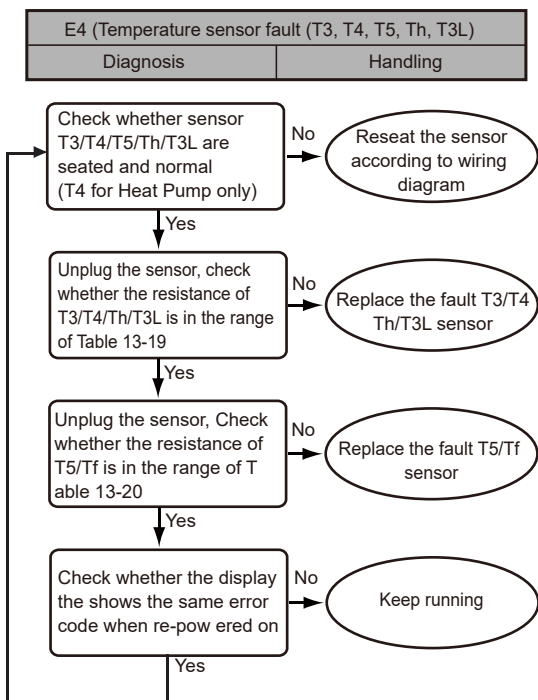 E4 (Temperature sensor fault (T3, T4, T5, Th, T3L)
Diagnosis
Handling
Check whether sensor
T3/T4/T5/Th/T3L are
seated and normal
(T4 for Heat Pump only)
No
Reseat the sensor
according to wiring
diagram
Yes
Unplug the sensor, check
whether the resistance of
T3/T4/Th/T3L is in the range
of Table 13-19
No
Replace the fault T3/T4
Th/T3L sensor
Yes
Unplug the sensor, Check
whether the resistance of
T5/Tf is in the range of T
able 13-20
No
Replace the fault T5/Tf
sensor
Yes
Check whether the display
the shows the same error
code when re-pow ered on
No
Keep running
Yes